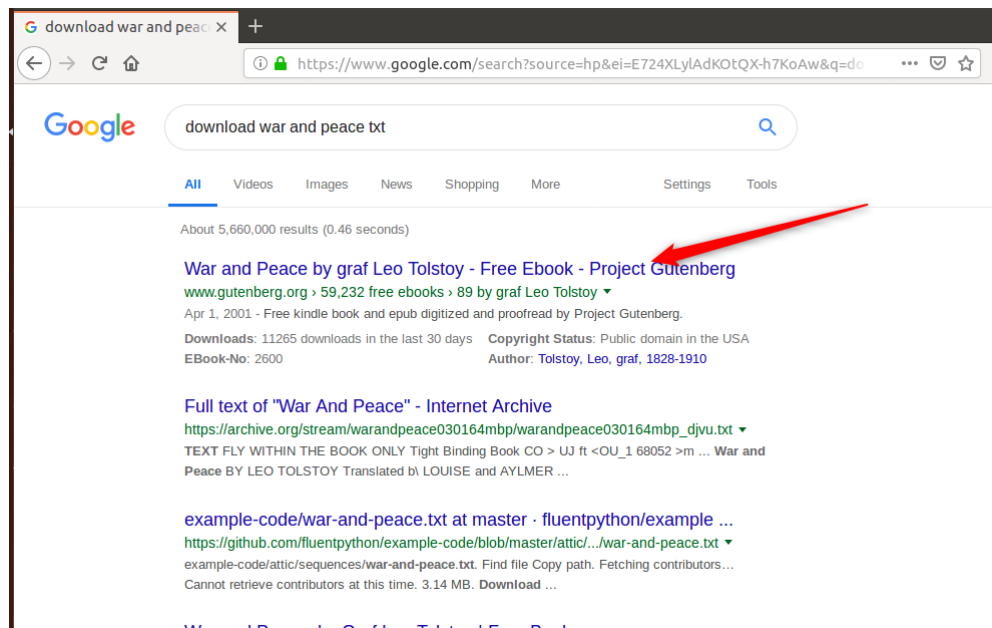 download war and peac
https://www.google.com/search?source=hp&ei=E724XLylAdKOtQX-h7KoAw&q=do
Google
download war and peace txt
All Videos Images News Shopping More Settings Tools
About 5,660,000 results (0.46 seconds)
War and Peace by graf Leo Tolstoy - Free Ebook - Project Gutenberg
www.gutenberg.org › 59,232 free ebooks › 89 by graf Leo Tolstoy
Apr 1, 2001 - Free kindle book and epub digitized and proofread by Project Gutenberg.
Downloads: 11265 downloads in the last 30 days Copyright Status: Public domain in the USA
EBook-No: 2600 Author: Tolstoy, Leo, graf, 1828-1910
Full text of "War And Peace" - Internet Archive
https://archive.org/stream/warandpeace030164mbp/warandpeace030164mbp_djvu.txt
TEXT FLY WITHIN THE BOOK ONLY Tight Binding Book CO > UJ ft <OU_1 68052 >m ... War and
Peace BY LEO TOLSTOY Translated b\ LOUISE and AYLMER ...
example-code/war-and-peace.txt at master · fluentpython/example ...
https://github.com/fluentpython/example-code/blob/master/attic/.../war-and-peace.txt
example-code/attic/sequences/war-and-peace.txt. Find file Copy path. Fetching contributors…
Cannot retrieve contributors at this time. 3.14 MB. Download ...